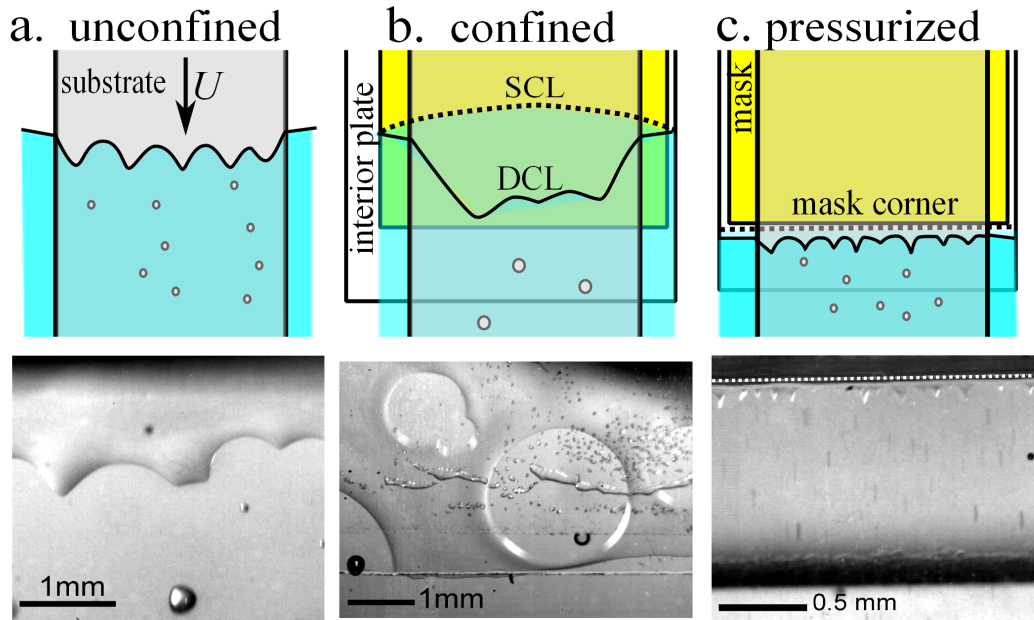 a. unconfined
b. confined
c. pressurized
substrate
U
interior plate
SCL
DCL
mask
mask corner
1mm
1mm
0.5 mm